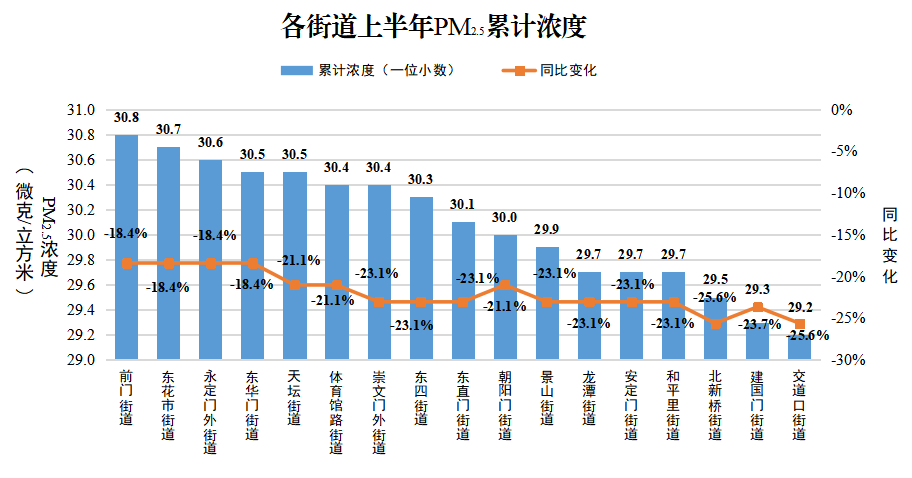 各街道上半年PM2.5累计浓度
累计浓度（一位小数）
同比变化
PM2.5浓度
（微克/立方米）
31.0
30.8
30.6
30.4
30.2
30.0
29.8
29.6
29.4
29.2
29.0
30.8
30.7
30.6
30.5
30.5
30.4
30.4
30.3
30.1
30.0
29.9
29.7
29.7
29.7
29.5
29.3
29.2
-18.4%
-18.4%
-18.4%
-18.4%
-21.1%
-21.1%
-23.1%
-23.1%
-23.1%
-21.1%
-23.1%
-23.1%
-23.1%
-23.1%
-25.6%
-23.7%
-25.6%
0%
-5%
-10%
-15%
-20%
-25%
-30%
同比变化
前门街道
东花市街道
永定门外街道
东华门街道
天坛街道
体育馆路街道
崇文门外街道
东四街道
东直门街道
朝阳门街道
景山街道
龙潭街道
安定门街道
和平里街道
北新桥街道
建国门街道
交道口街道